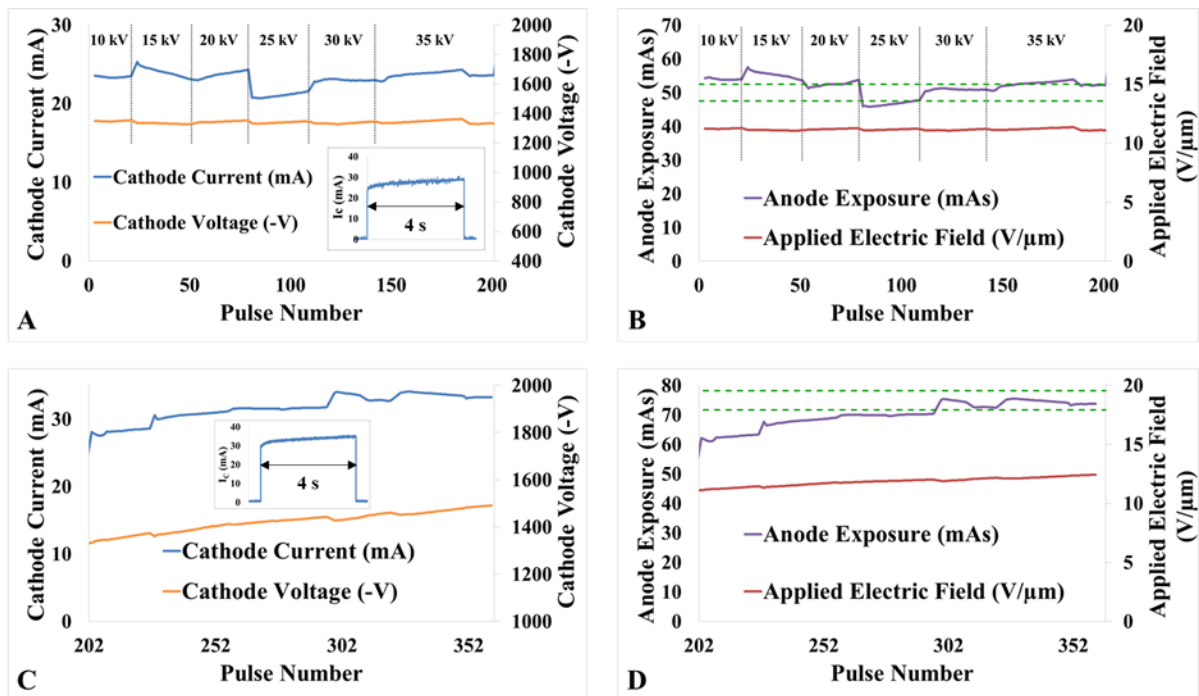 30
2000
10 kV 15 kV 20 kV 25 kV 30 kV 35 kV
1800
20
1600
1400
1200
10
1000
800
600
0
400
Cathode Current (mA)
Cathode Voltage (-V)
Cathode Current (mA)
Cathode Voltage (-V)
40
30
20
10
0
Ic (mA)
4 s
0 50 100 150 200
Pulse Number
A
70
60
50
40
30
20
10
0
10 kV 15 kV 20 kV 25 kV 30 kV 35 kV
20
15
10
5
0
Anode Exposure (mAs)
Applied Electric Field (V/µm)
Anode Exposure (mAs)
Applied Electric Field
(V/µm)
0 50 100 150 200
Pulse Number
B
30
20
10
0
2000
1800
1600
1400
1200
1000
Cathode Current (mA)
Cathode Voltage (-V)
Cathode Current (mA)
Cathode Voltage (-V)
40
30
20
10
0
IC (mA)
4 s
202 252 302 352
Pulse Number
C
80
70
60
50
40
30
20
10
0
20
15
10
5
0
Anode Exposure (mAs)
Applied Electric Field (V/µm)
Anode Exposure (mAs)
Applied Electric Field
(V/µm)
202 252 302 352
Pulse Number
D